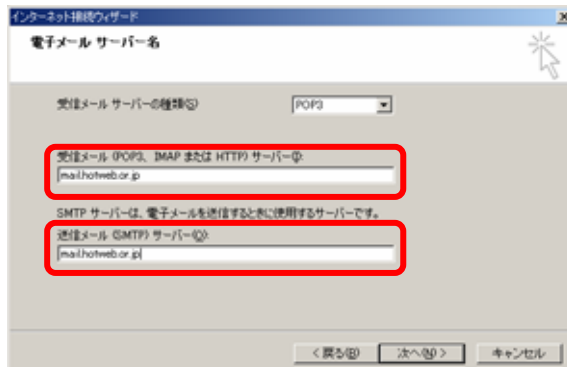 インターネット接続ウィザード
電子メール サーバー名
受信メール サーバーの種類(S)
POP3
受信メール (POP3、IMAP または HTTP) サーバー(I):
mail.hotweb.or.jp
SMTP サーバーは、電子メールを送信するときに使用するサーバーです。
送信メール (SMTP) サーバー(O):
mail.hotweb.or.jp
< 戻る(B)
次へ(N) >
キャンセル